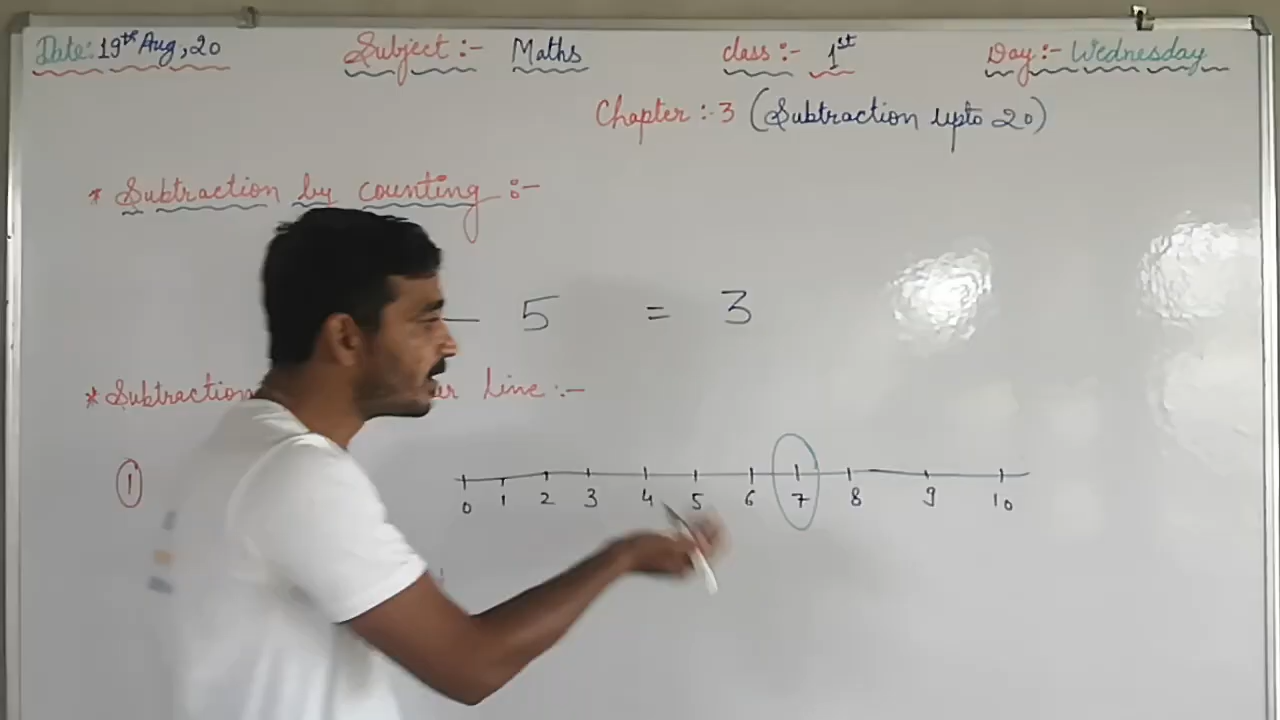 Date: 19th Aug, 20 Subject :- Maths class :- 1st Day :- Wednesday
Chapter :- 3 (Subtraction upto 20)
* Subtraction by counting :-
— 5 = 3
* Subtraction Line :-
1
0 1 2 3 4 5 6 7 8 9 10